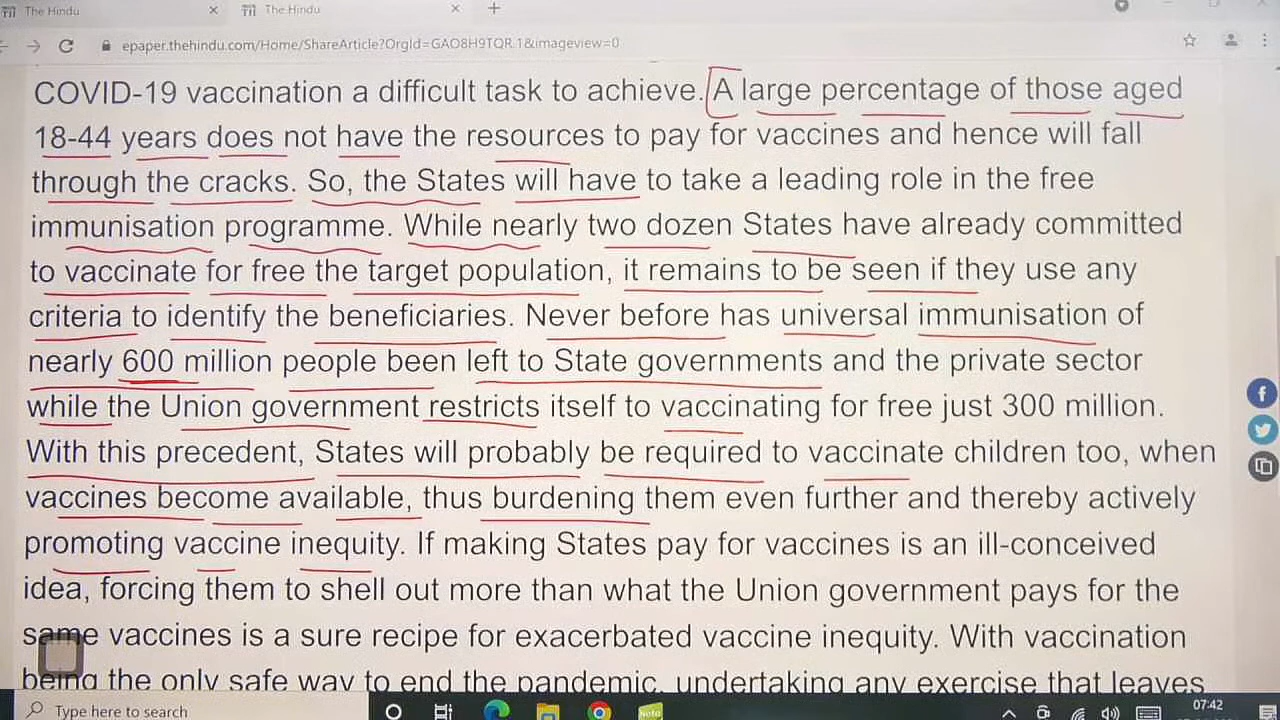 The Hindu
The Hindu
epaper.thehindu.com/Home/ShareArticle?OrgId=GAO8H9TQR.1&imageview=0
COVID-19 vaccination a difficult task to achieve. A large percentage of those aged
18-44 years does not have the resources to pay for vaccines and hence will fall
through the cracks. So, the States will have to take a leading role in the free
immunisation programme. While nearly two dozen States have already committed
to vaccinate for free the target population, it remains to be seen if they use any
criteria to identify the beneficiaries. Never before has universal immunisation of
nearly 600 million people been left to State governments and the private sector
while the Union government restricts itself to vaccinating for free just 300 million.
With this precedent, States will probably be required to vaccinate children too, when
vaccines become available, thus burdening them even further and thereby actively
promoting vaccine inequity. If making States pay for vaccines is an ill-conceived
idea, forcing them to shell out more than what the Union government pays for the
same vaccines is a sure recipe for exacerbated vaccine inequity. With vaccination
being the only safe way to end the pandemic, undertaking any exercise that leaves
Type here to search
Note
07:42